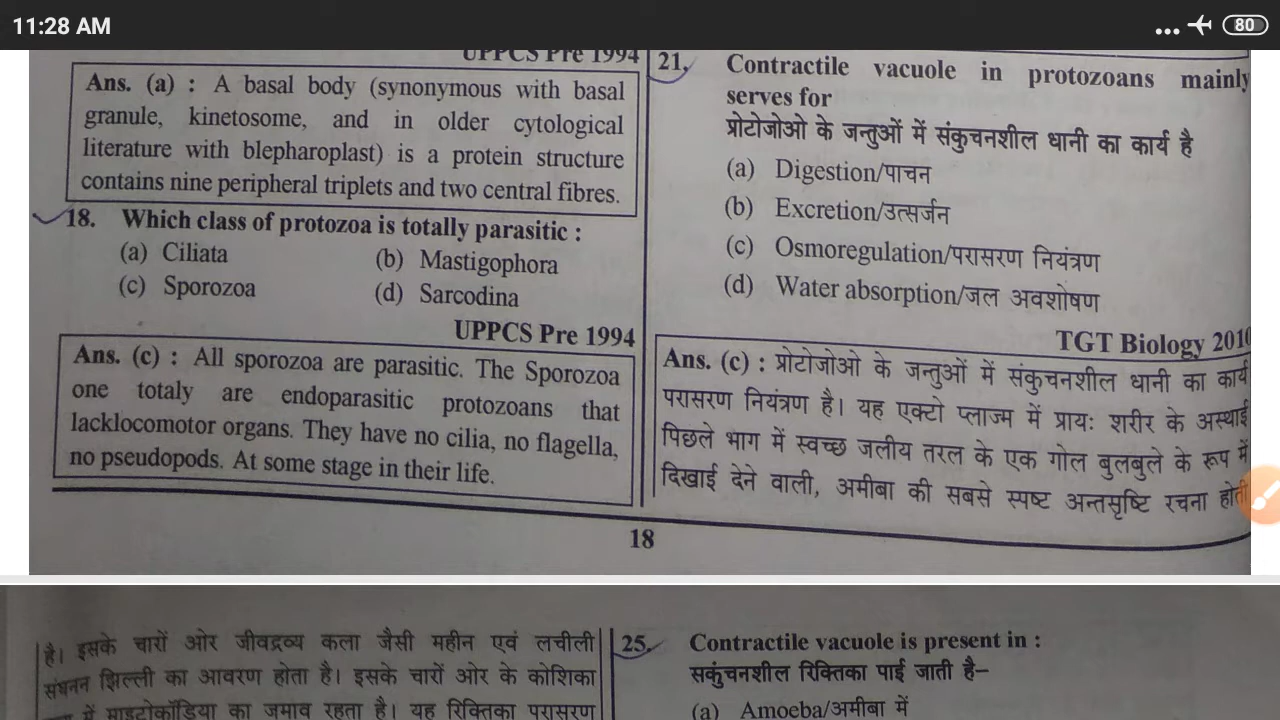 11:28 AM
80
UPPCS Pre 1994
Ans. (a) : A basal body (synonymous with basal
granule, kinetosome, and in older cytological
literature with blepharoplast) is a protein structure
contains nine peripheral triplets and two central fibres.
18. Which class of protozoa is totally parasitic :
(a) Ciliata
(b) Mastigophora
(c) Sporozoa
(d) Sarcodina
UPPCS Pre 1994
Ans. (c) : All sporozoa are parasitic. The Sporozoa
one totaly are endoparasitic protozoans that
lacklocomotor organs. They have no cilia, no flagella,
no pseudopods. At some stage in their life.
21. Contractile vacuole in protozoans mainly
serves for
प्रोटोजोओ के जन्तुओं में संकुचनशील धानी का कार्य है
(a) Digestion/पाचन
(b) Excretion/उत्सर्जन
(c) Osmoregulation/परासरण नियंत्रण
(d) Water absorption/जल अवशोषण
TGT Biology 2010
Ans. (c) : प्रोटोजोओ के जन्तुओं में संकुचनशील धानी का कार्य
परासरण नियंत्रण है। यह एक्टो प्लाज्म में प्रायः शरीर के अस्थाई
पिछले भाग में स्वच्छ जलीय तरल के एक गोल बुलबुले के रूप में
दिखाई देने वाली, अमीबा की सबसे स्पष्ट अन्तसृष्टि रचना होती
18
है। इसके चारों ओर जीवद्रव्य कला जैसी महीन एवं लचीली
संघनन झिल्ली का आवरण होता है। इसके चारों ओर के कोशिका
में माइटोकॉंड्रिया का जमाव रहता है। यह रिक्तिका परासरण
25. Contractile vacuole is present in :
सकुंचनशील रिक्तिका पाई जाती है–
(a) Amoeba/अमीबा में